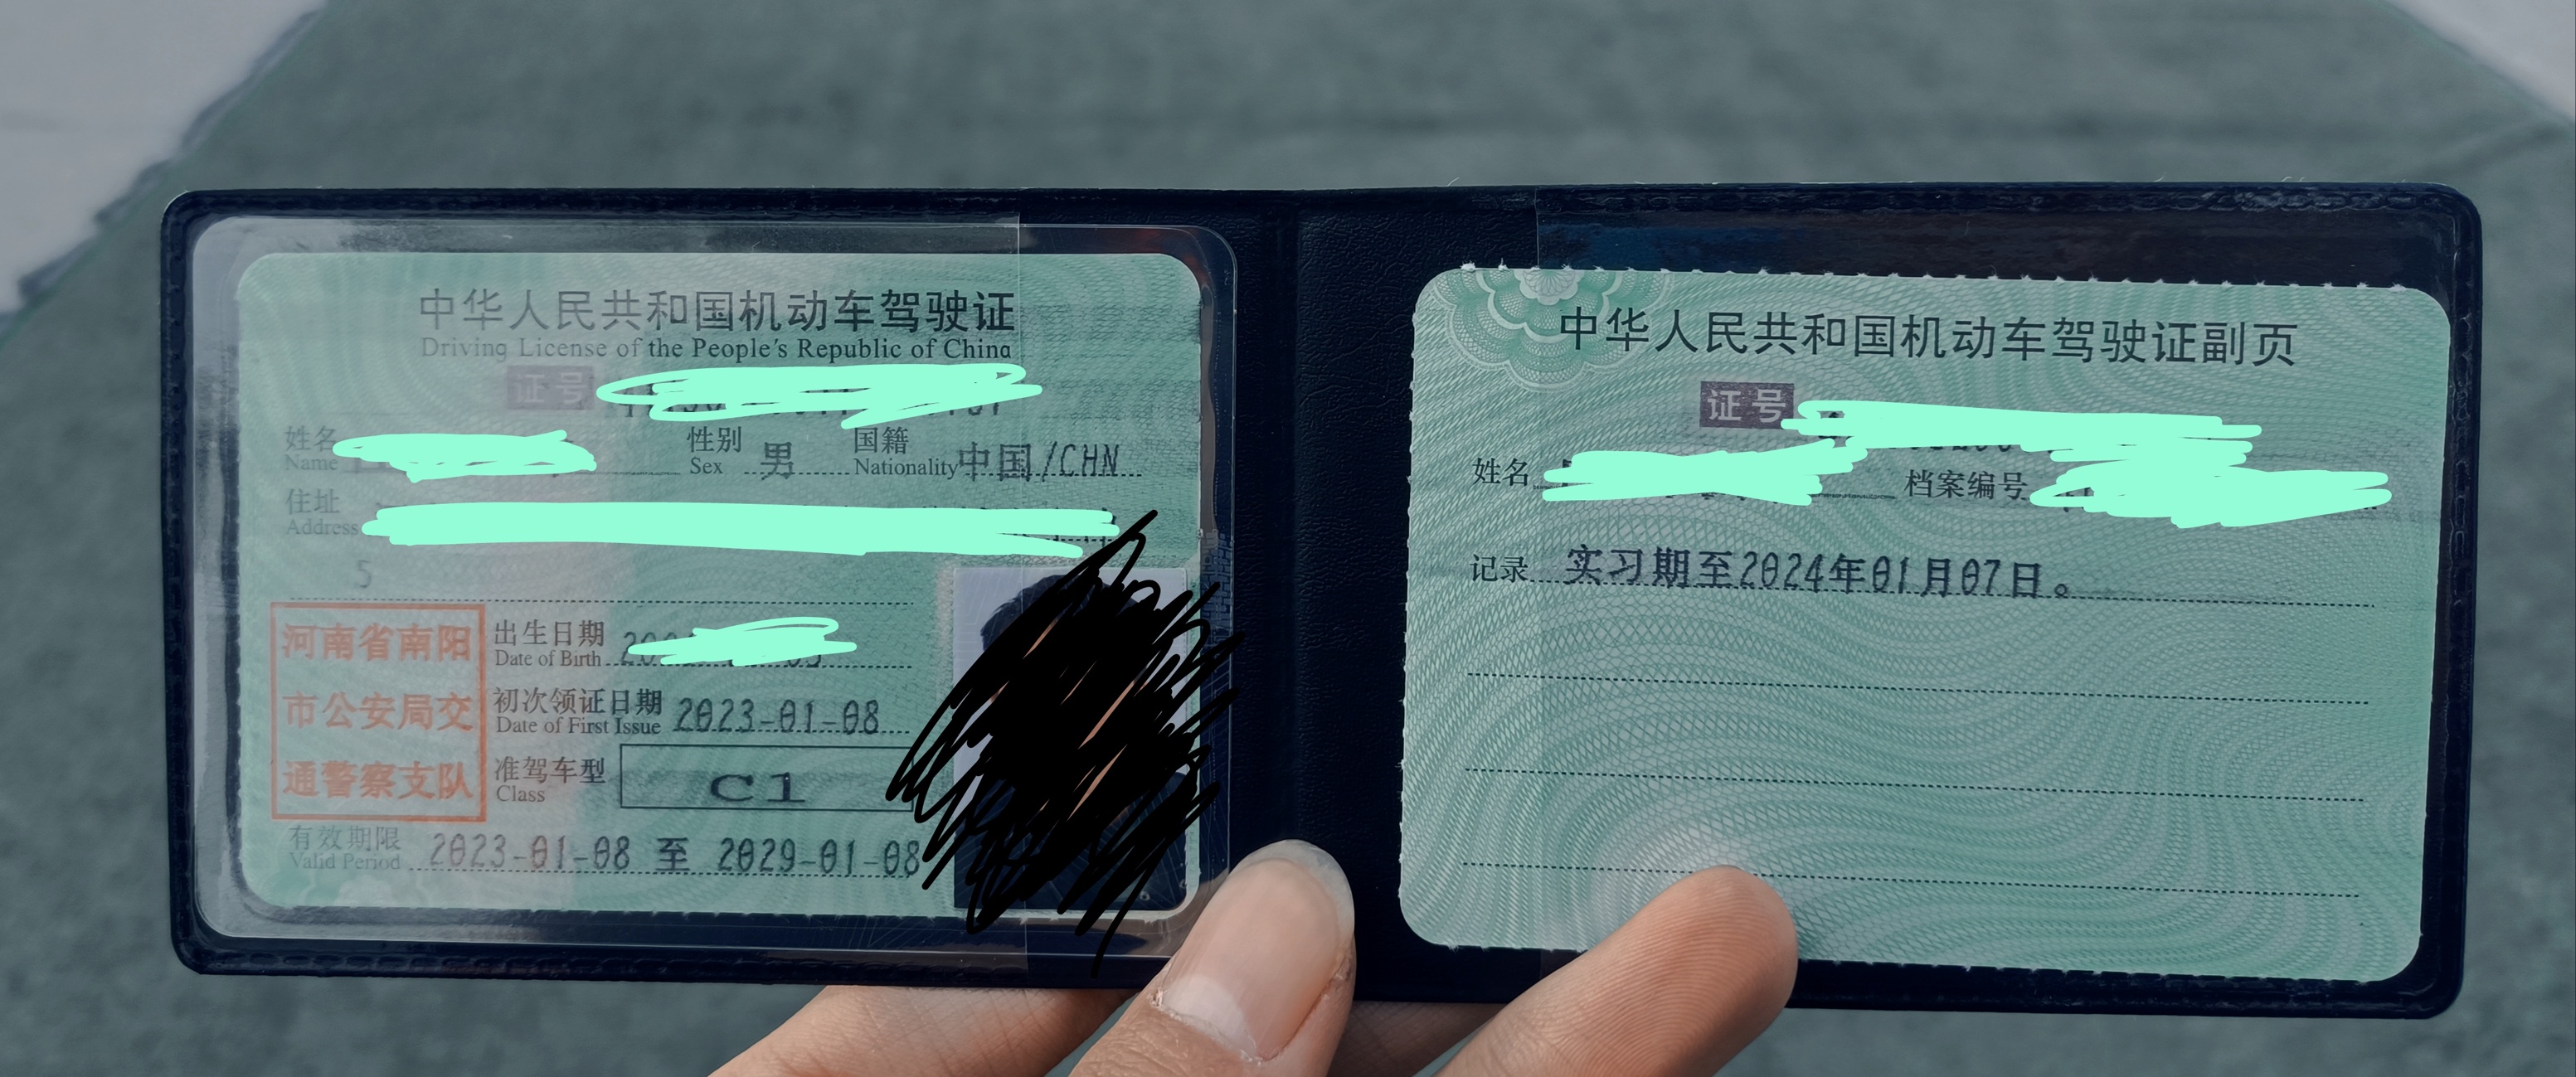 中华人民共和国机动车驾驶证
Driving License of the People's Republic of China
证号
姓名 性别 男 国籍 中国/CHN
Name Sex Nationality
住址
Address
5
河南省南阳
市公安局交
通警察支队
出生日期
Date of Birth
初次领证日期 2023-01-08
Date of First Issue
准驾车型 C1
Class
有效期限 2023-01-08 至 2029-01-08
Valid Period
中华人民共和国机动车驾驶证副页
证号
姓名 档案编号
记录 实习期至2024年01月07日。